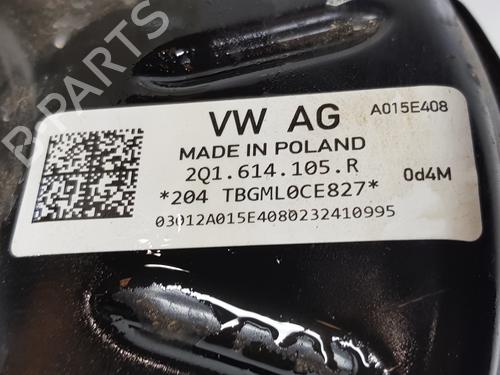 B-PARTS
VW AG
A015E408
MADE IN POLAND
2Q1.614.105.R
*204 TBGML0CE827*
0d4M
03012A015E4080232410995